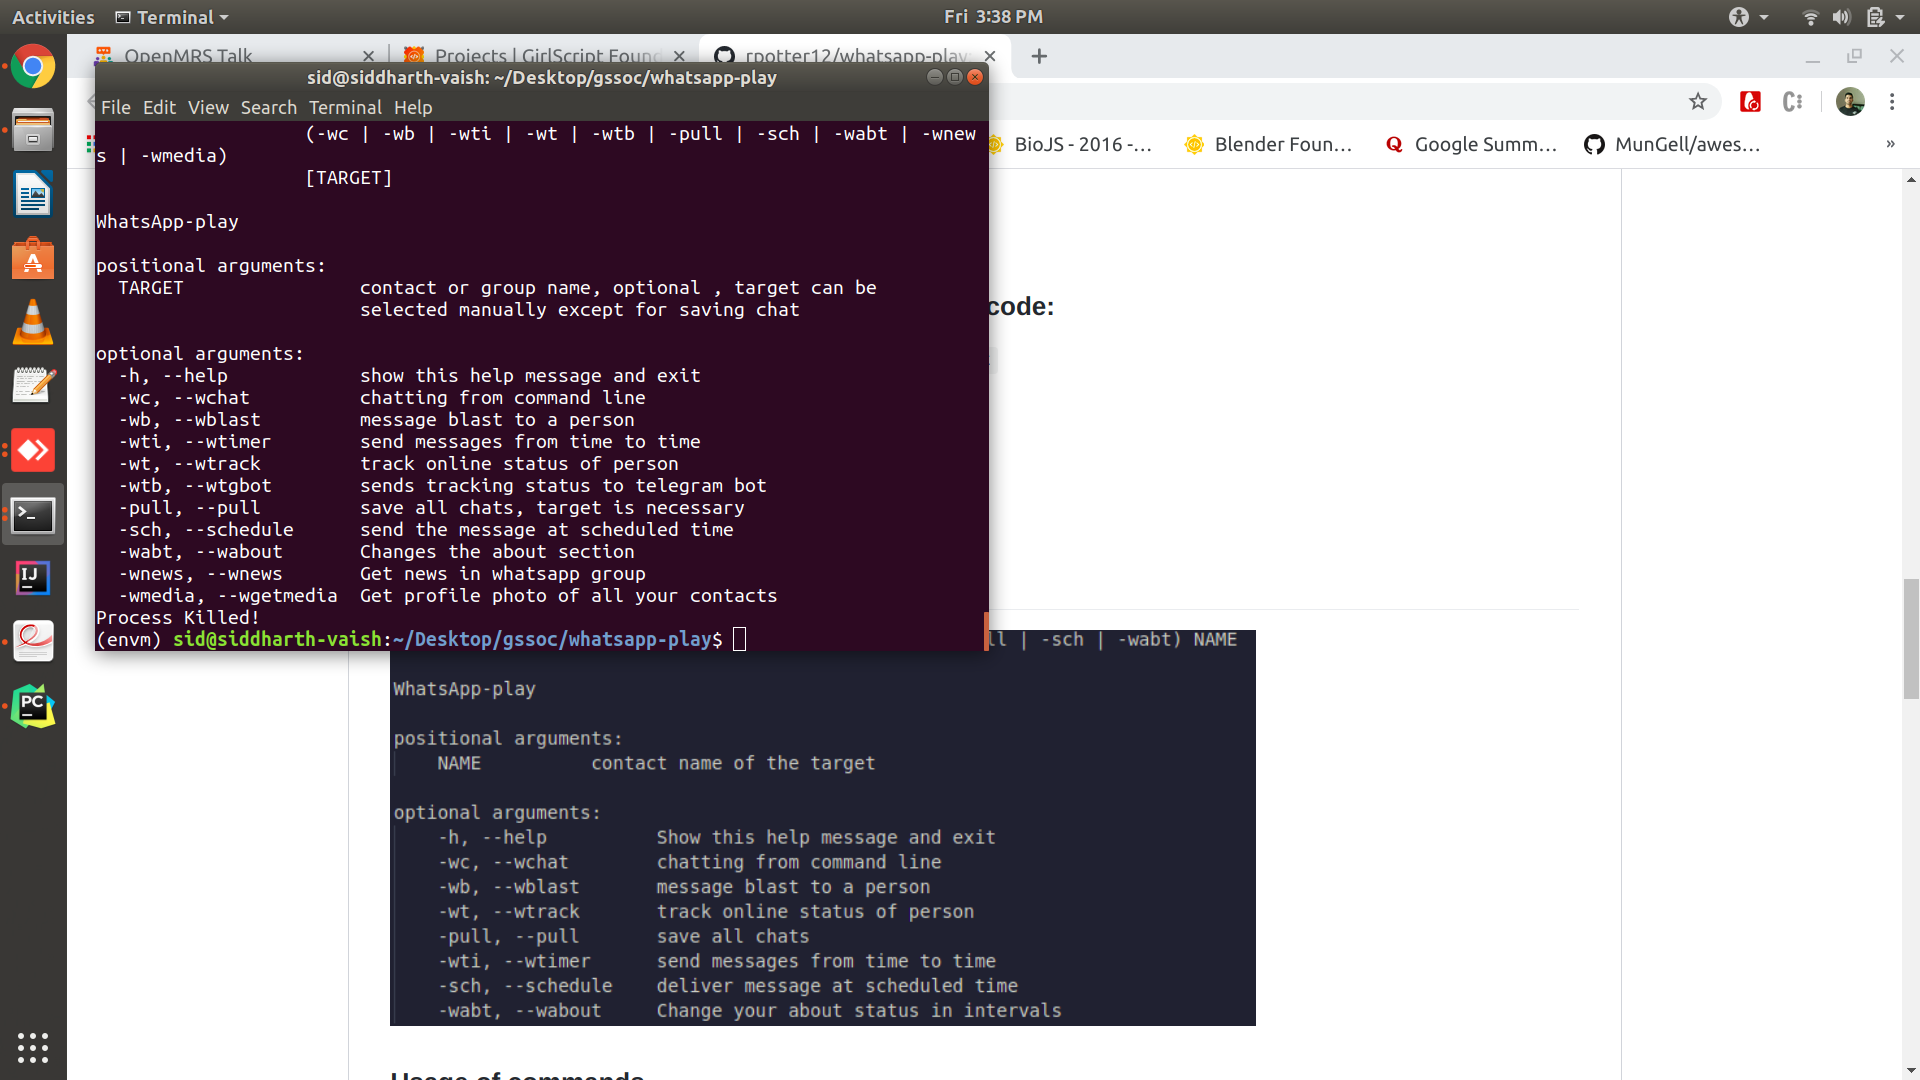 Activities
Terminal
Fri 3:38 PM
OpenMRS Talk
Projects | GirlScript Found
rpotter12/whatsapp-play
sid@siddharth-vaish: ~/Desktop/gssoc/whatsapp-play
File Edit View Search Terminal Help
BioJS - 2016 -...
Blender Foun...
Google Summ...
MunGell/awes...
»
(-wc | -wb | -wti | -wt | -wtb | -pull | -sch | -wabt | -wnew
s | -wmedia)
[TARGET]
WhatsApp-play
positional arguments:
TARGET contact or group name, optional , target can be
selected manually except for saving chat
optional arguments:
-h, --help show this help message and exit
-wc, --wchat chatting from command line
-wb, --wblast message blast to a person
-wti, --wtimer send messages from time to time
-wt, --wtrack track online status of person
-wtb, --wtgbot sends tracking status to telegram bot
-pull, --pull save all chats, target is necessary
-sch, --schedule send the message at scheduled time
-wabt, --wabout Changes the about section
-wnews, --wnews Get news in whatsapp group
-wmedia, --wgetmedia Get profile photo of all your contacts
Process Killed!
(envm) sid@siddharth-vaish:~/Desktop/gssoc/whatsapp-play$
code:
ll | -sch | -wabt) NAME
WhatsApp-play
positional arguments:
NAME contact name of the target
optional arguments:
-h, --help Show this help message and exit
-wc, --wchat chatting from command line
-wb, --wblast message blast to a person
-wt, --wtrack track online status of person
-pull, --pull save all chats
-wti, --wtimer send messages from time to time
-sch, --schedule deliver message at scheduled time
-wabt, --wabout Change your about status in intervals
Usage of commands
IJ
PC